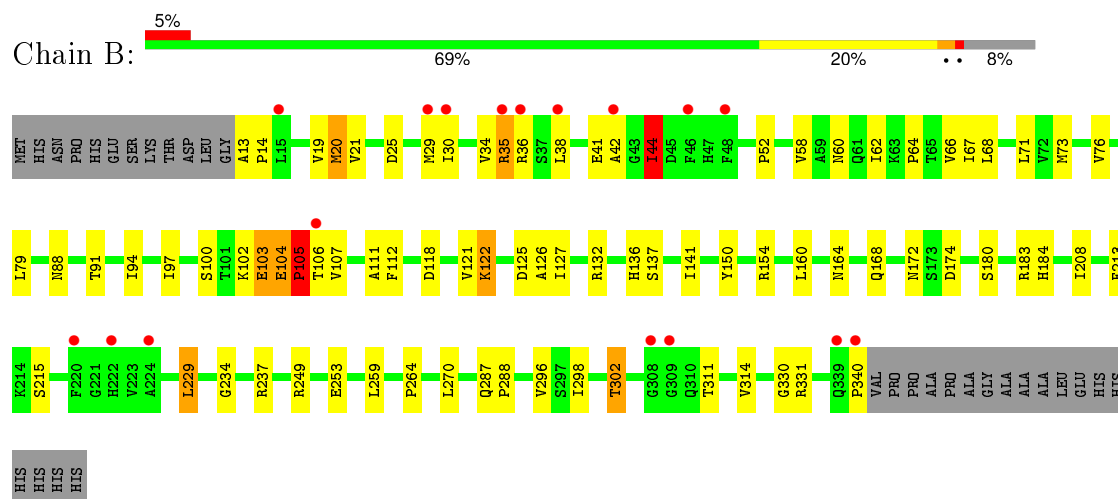 5%
Chain B:
69% 20% • • 8%
MET HIS ASN PRO HIS GLU SER LYS THR ASP LEU GLY A13 P14 L15 V19 M20 V21 D25 M29 I30 V34 R35 R36 S37 L38 E41 A42 G43 I44 D45 F46 H47 F48 P52 V58 A59 N60 Q61 I62 K63 P64 T65 V66 I67 L68 L71 V72 M73 V76
L79 N88 T91 I94 I97 S100 T101 K102 E103 E104 P105 T106 V107 A111 F112 D118 V121 K122 D125 A126 I127 R132 H136 S137 I141 Y150 R154 L160 N164 Q168 N172 S173 D174 S180 R183 H184 I208
K214 S215 F220 G221 H222 V223 A224 L229 G234 R237 R249 E253 L259 P264 L270 Q287 P288 V296 S297 I298 T302 G308 G309 Q310 T311 V314 G330 R331 Q339 P340 VAL PRO PRO ALA PRO ALA GLY ALA ALA ALA LEU GLU HIS HIS
HIS HIS HIS HIS